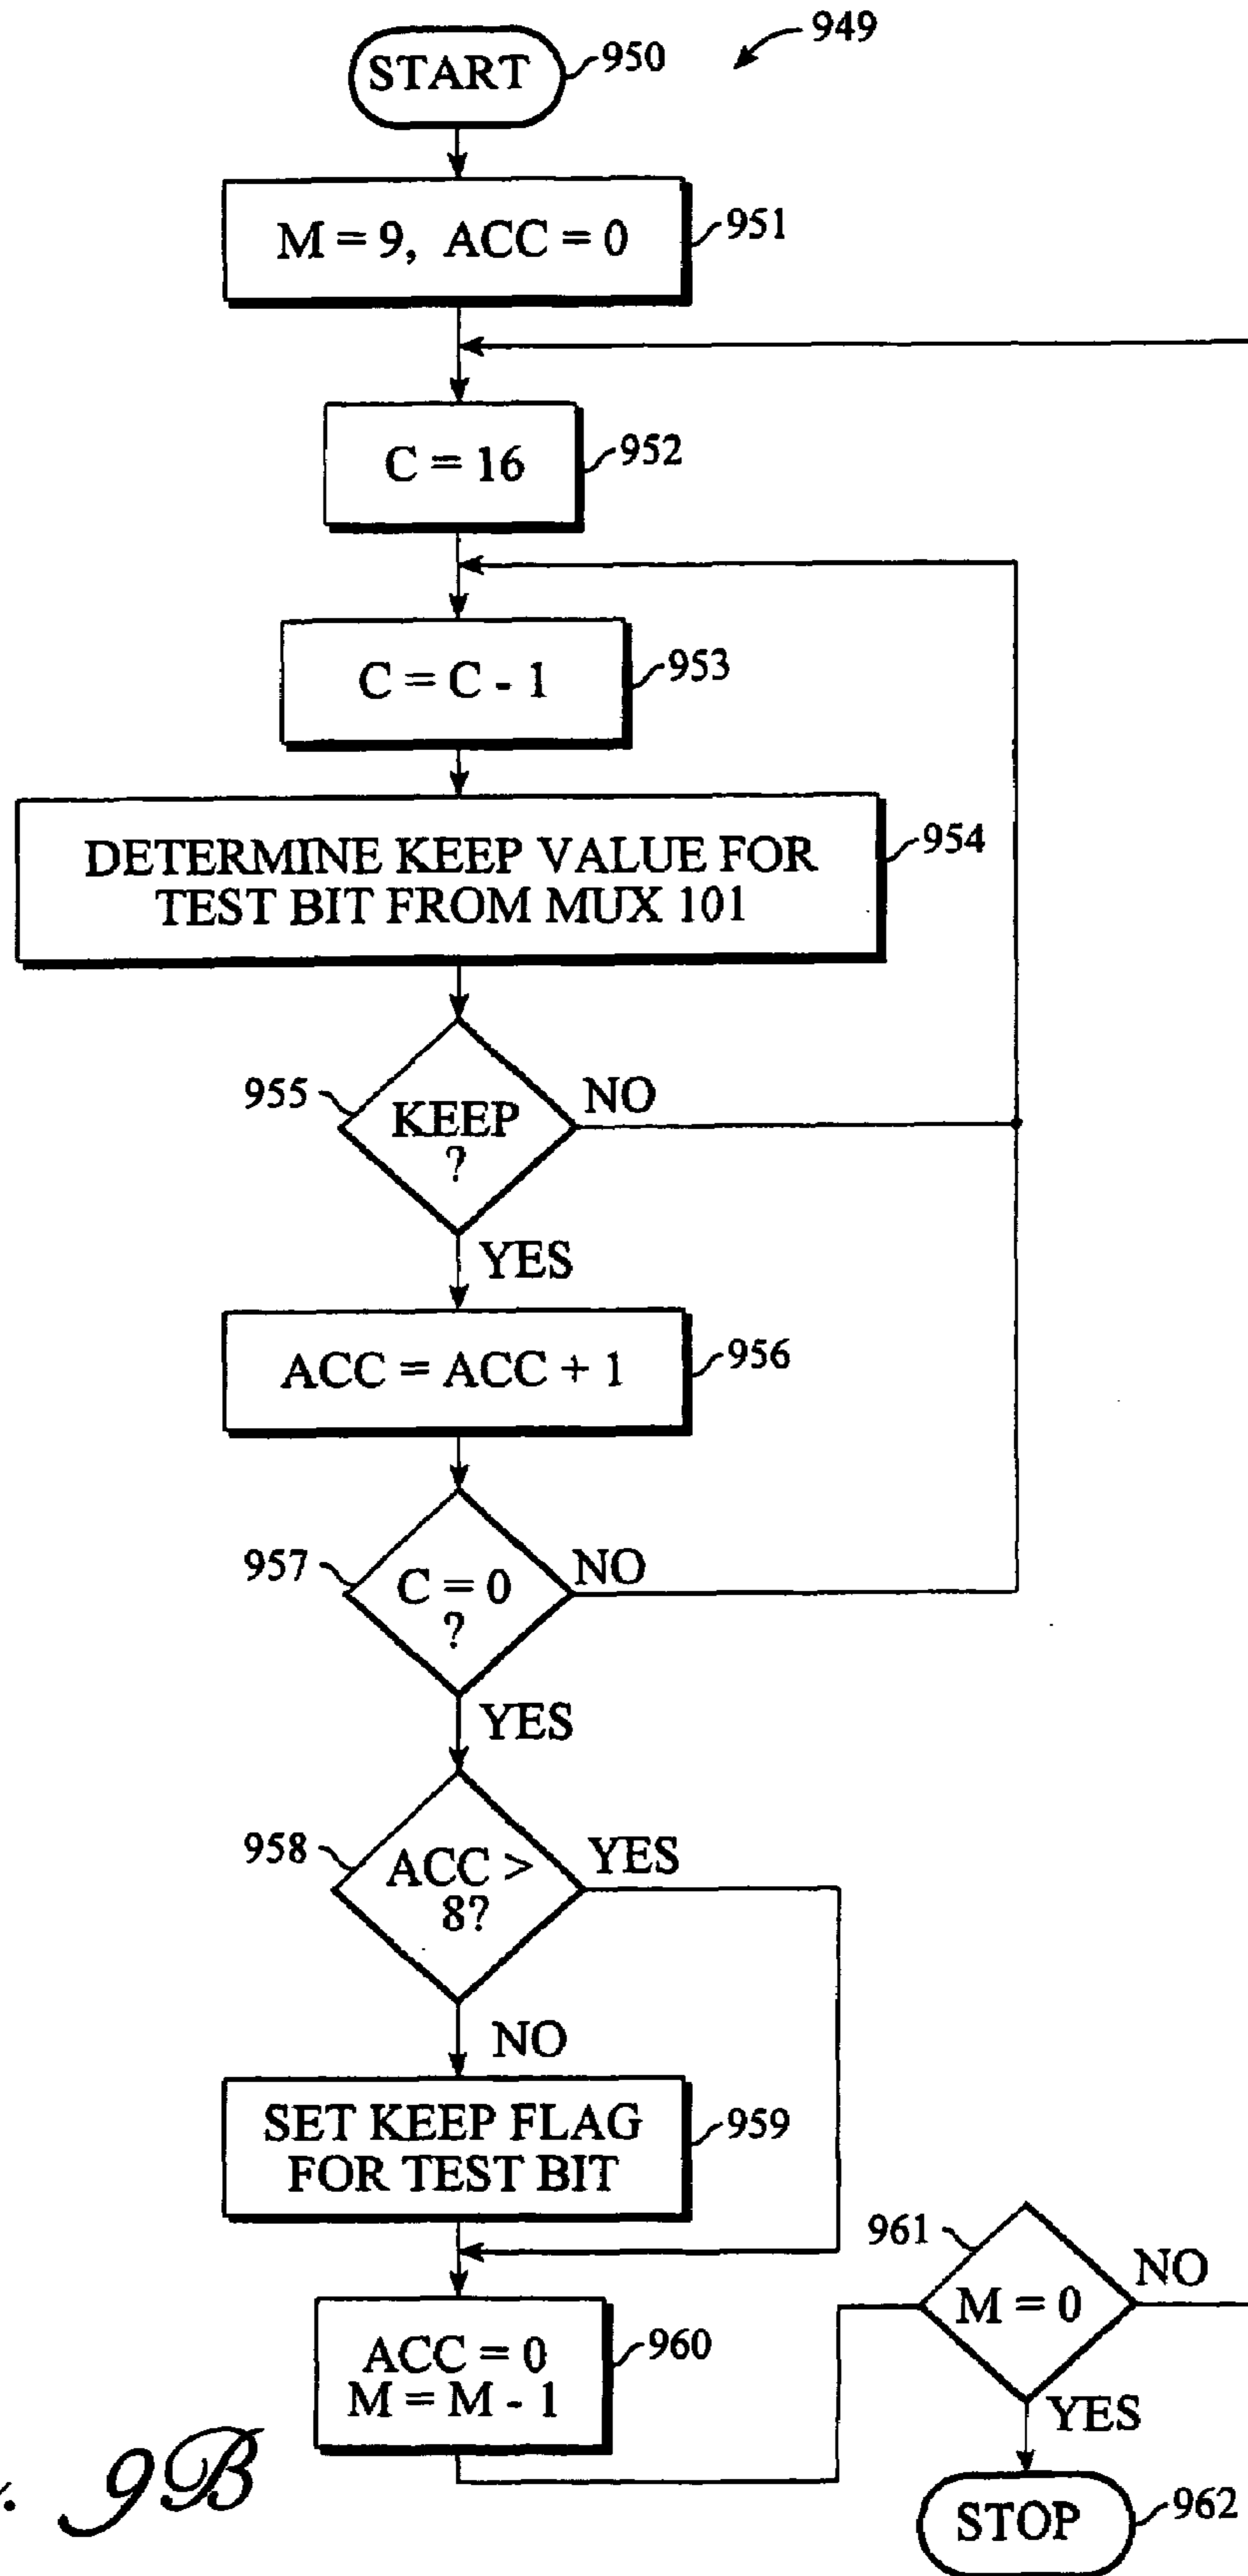 949
START
950
M = 9, ACC = 0
951
C = 16
952
C = C - 1
953
DETERMINE KEEP VALUE FOR
TEST BIT FROM MUX 101
954
955
KEEP
?
NO
YES
ACC = ACC + 1
956
957
C = 0
?
NO
YES
958
ACC >
8?
YES
NO
SET KEEP FLAG
FOR TEST BIT
959
ACC = 0
M = M - 1
960
961
M = 0
NO
YES
STOP
962
9B